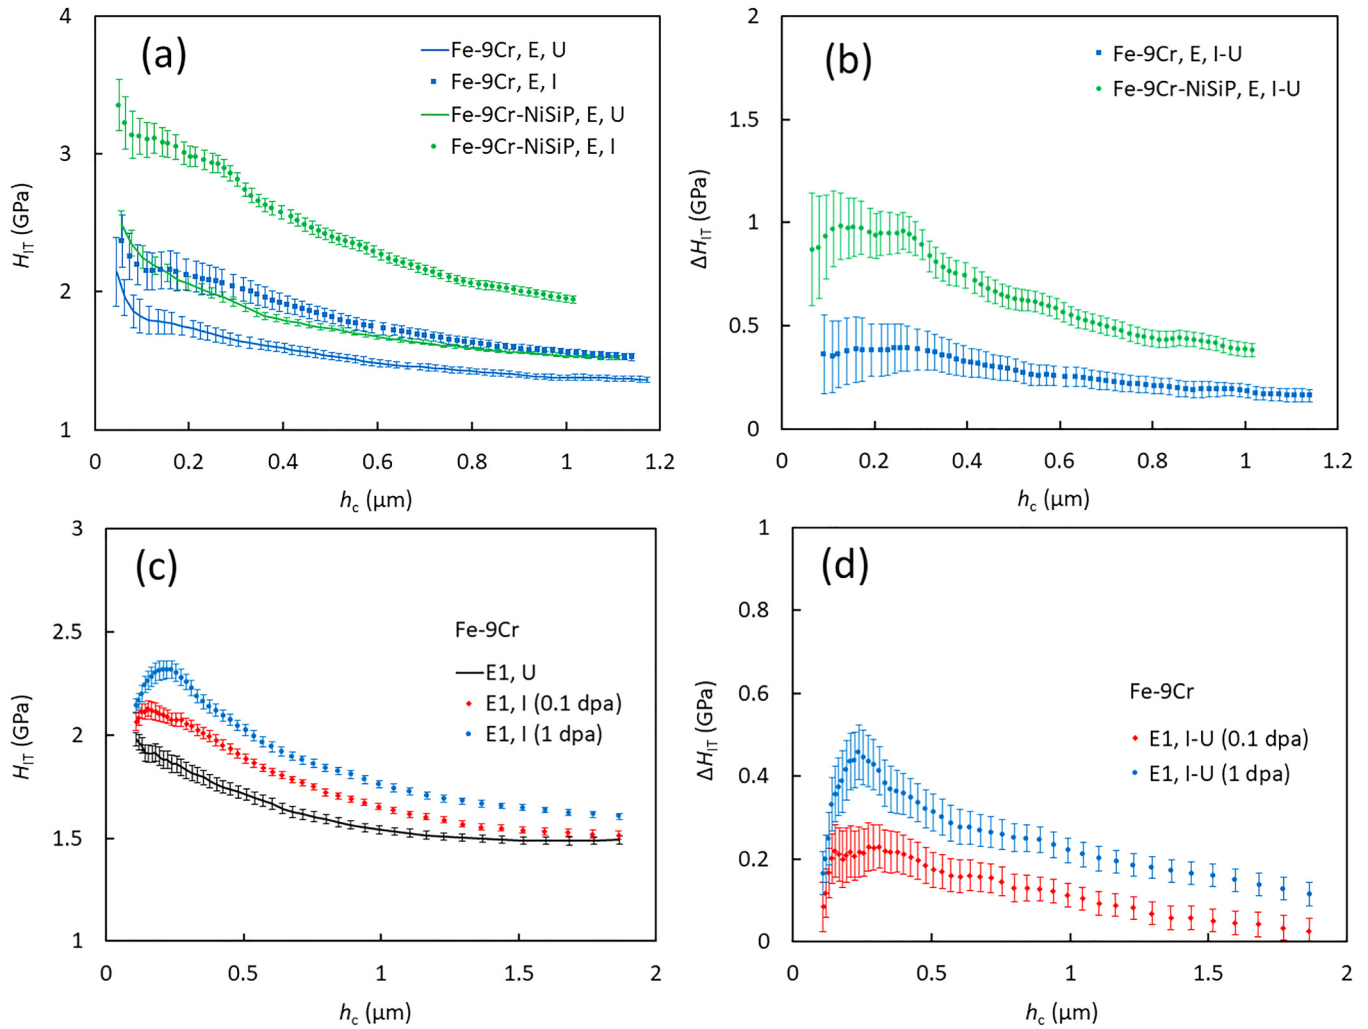 (a)
4
3
2
1
H_IT (GPa)
Fe-9Cr, E, U
Fe-9Cr, E, I
Fe-9Cr-NiSiP, E, U
Fe-9Cr-NiSiP, E, I
0 0.2 0.4 0.6 0.8 1 1.2
h_c (µm)
(b)
2
1.5
1
0.5
0
ΔH_IT (GPa)
Fe-9Cr, E, I-U
Fe-9Cr-NiSiP, E, I-U
0 0.2 0.4 0.6 0.8 1 1.2
h_c (µm)
(c)
3
2.5
2
1.5
1
H_IT (GPa)
Fe-9Cr
E1, U
E1, I (0.1 dpa)
E1, I (1 dpa)
0 0.5 1 1.5 2
h_c (µm)
(d)
1
0.8
0.6
0.4
0.2
0
ΔH_IT (GPa)
Fe-9Cr
E1, I-U (0.1 dpa)
E1, I-U (1 dpa)
0 0.5 1 1.5 2
h_c (µm)